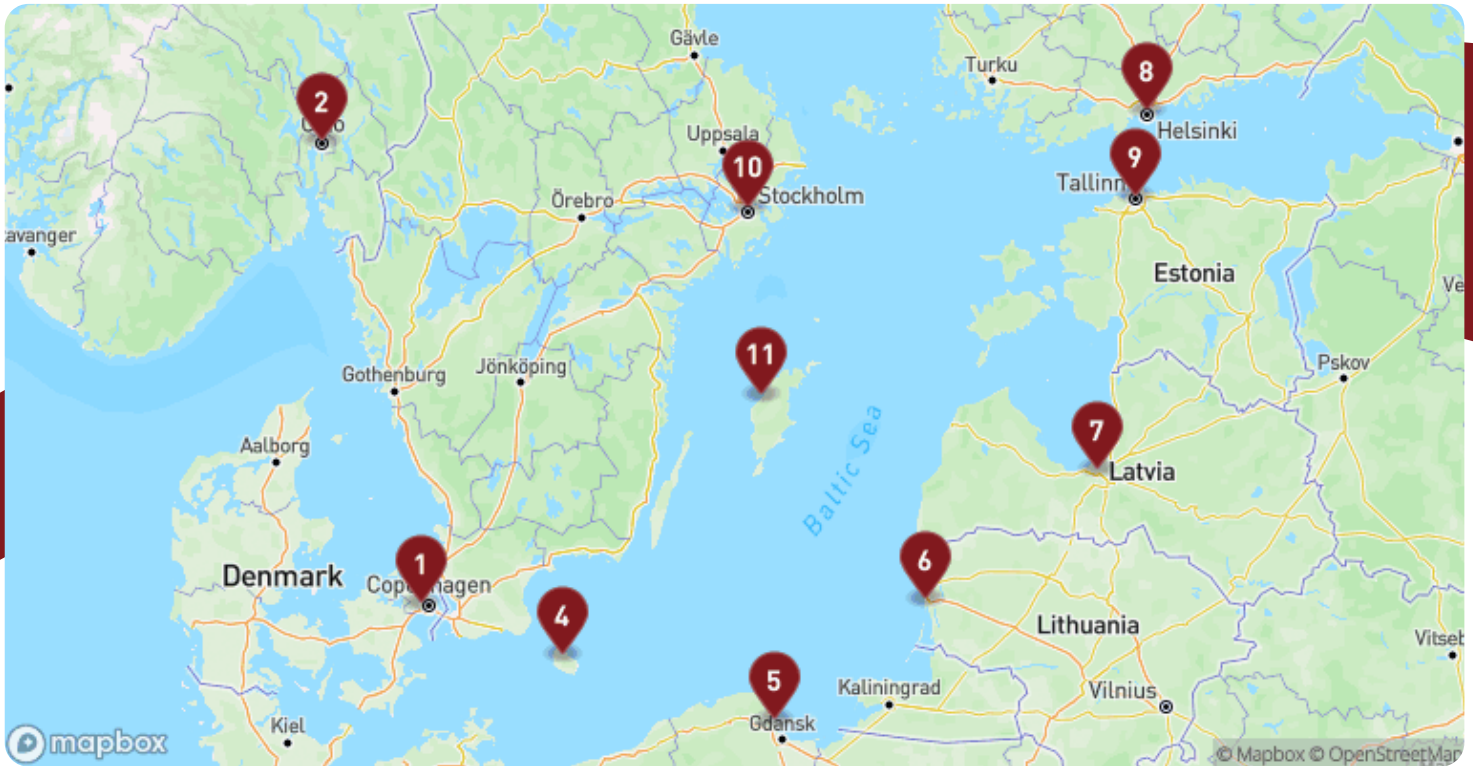 Gävle
Turku
8
2
Helsinki
Uppsala
9
10
Tallinn
Örebro
Stockholm
avanger
Estonia
Ve
11
Pskov
Jönköping
Gothenburg
Baltic Sea
7
Aalborg
Latvia
6
1
Denmark
Copenhagen
4
Lithuania
Vitseb
5
Kaliningrad
Vilnius
Gdansk
Kiel
mapbox
© Mapbox © OpenStreetMap